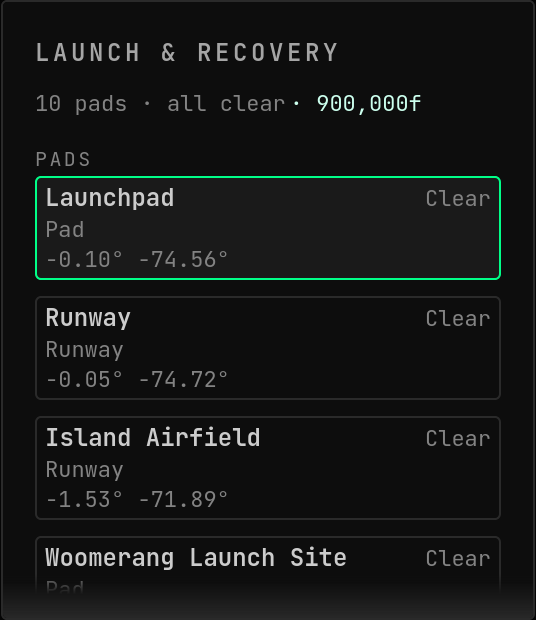 LAUNCH & RECOVERY
10 pads · all clear · 900,000f
PADS
Launchpad Clear
Pad
-0.10° -74.56°
Runway Clear
Runway
-0.05° -74.72°
Island Airfield Clear
Runway
-1.53° -71.89°
Woomerang Launch Site Clear
Pad